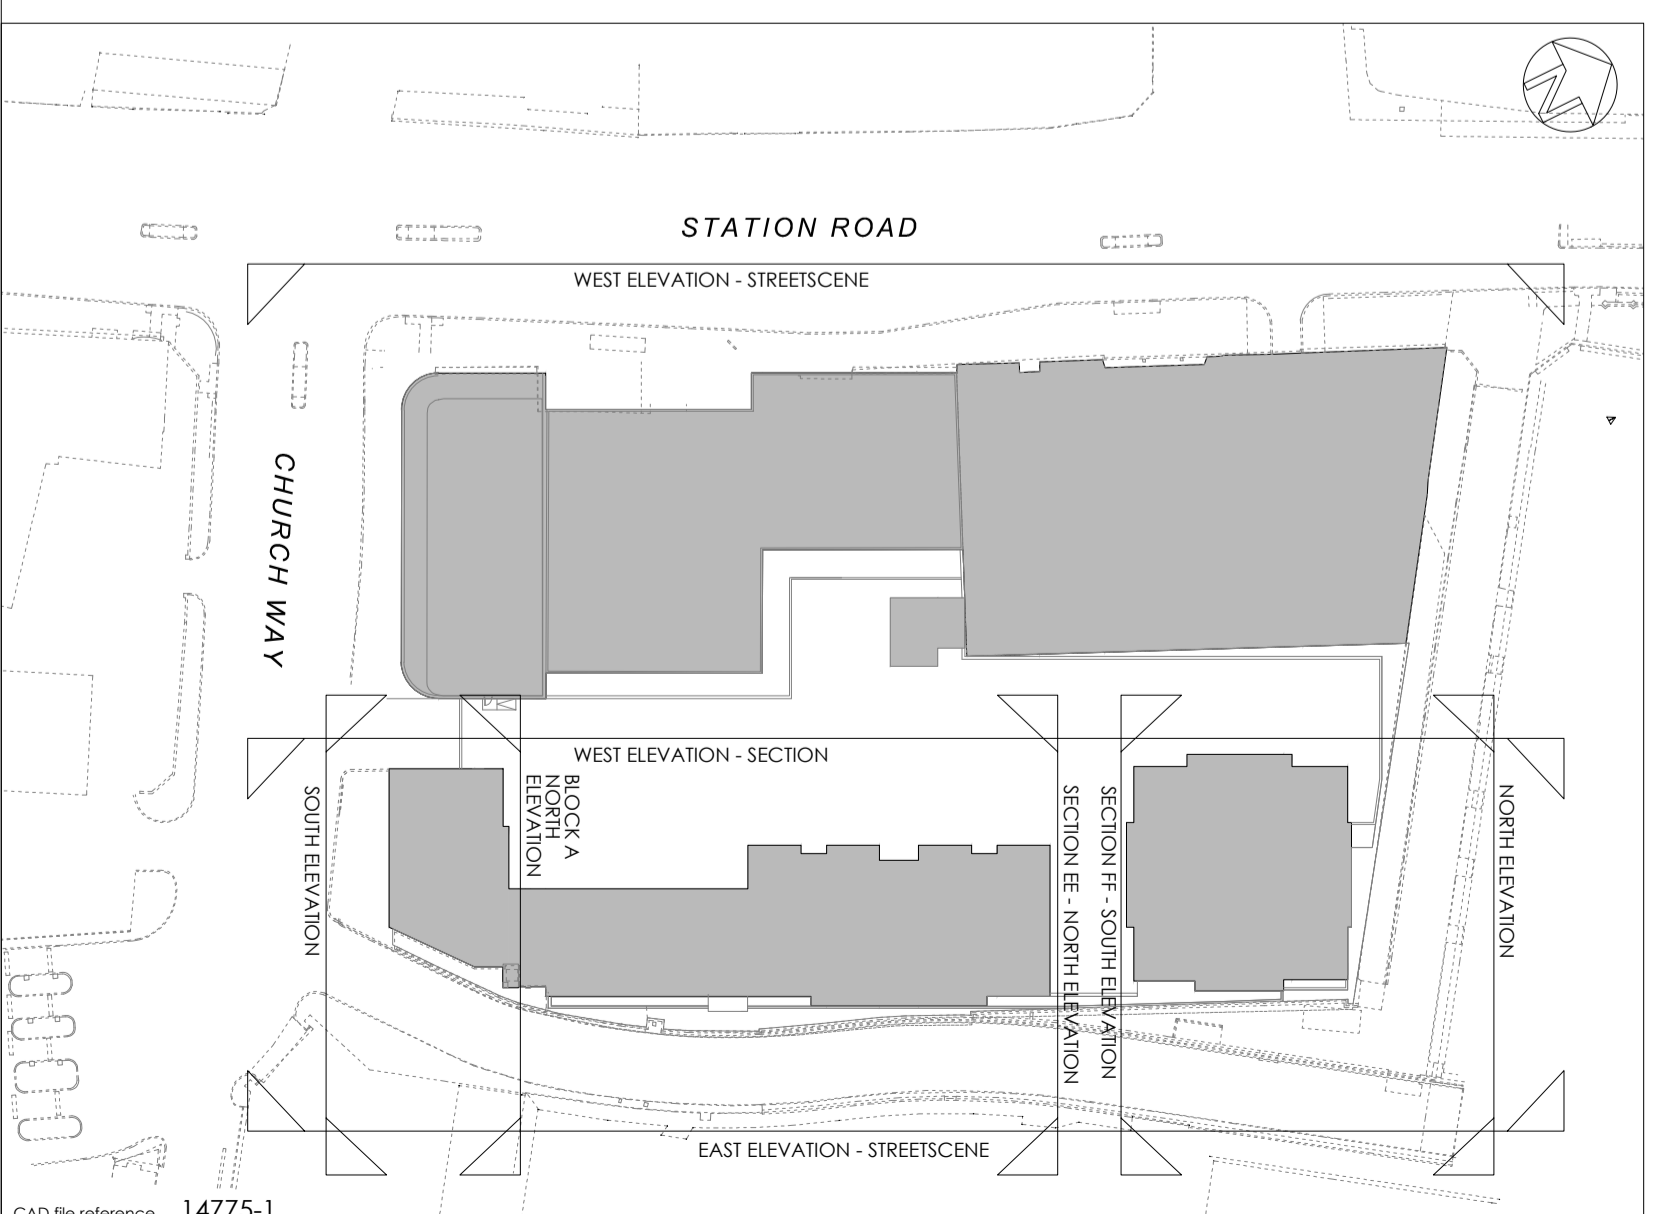 N
STATION ROAD
WEST ELEVATION - STREETSCENE
CHURCH WAY
WEST ELEVATION - SECTION
SOUTH ELEVATION
BLOCK A
NORTH
ELEVATION
SECTION EE - NORTH ELEVATION
SECTION FF - SOUTH ELEVATION
NORTH ELEVATION
EAST ELEVATION - STREETSCENE
CAD file reference 14775-1